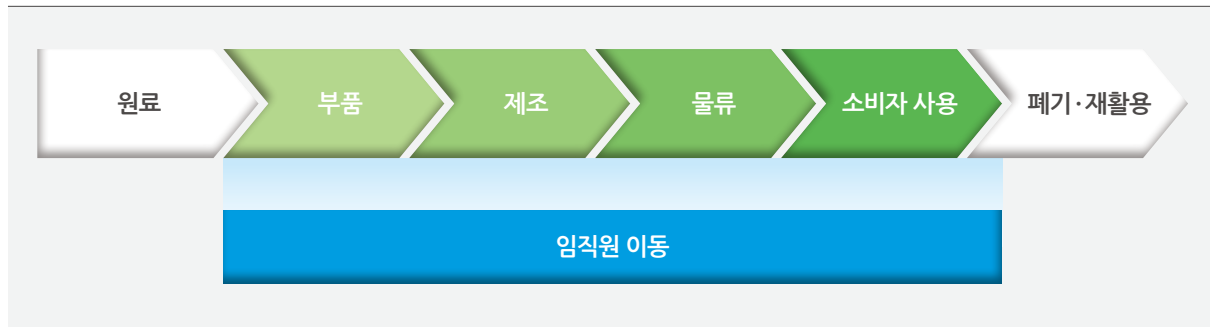 원료
부품
제조
물류
소비자 사용
폐기·재활용
임직원 이동